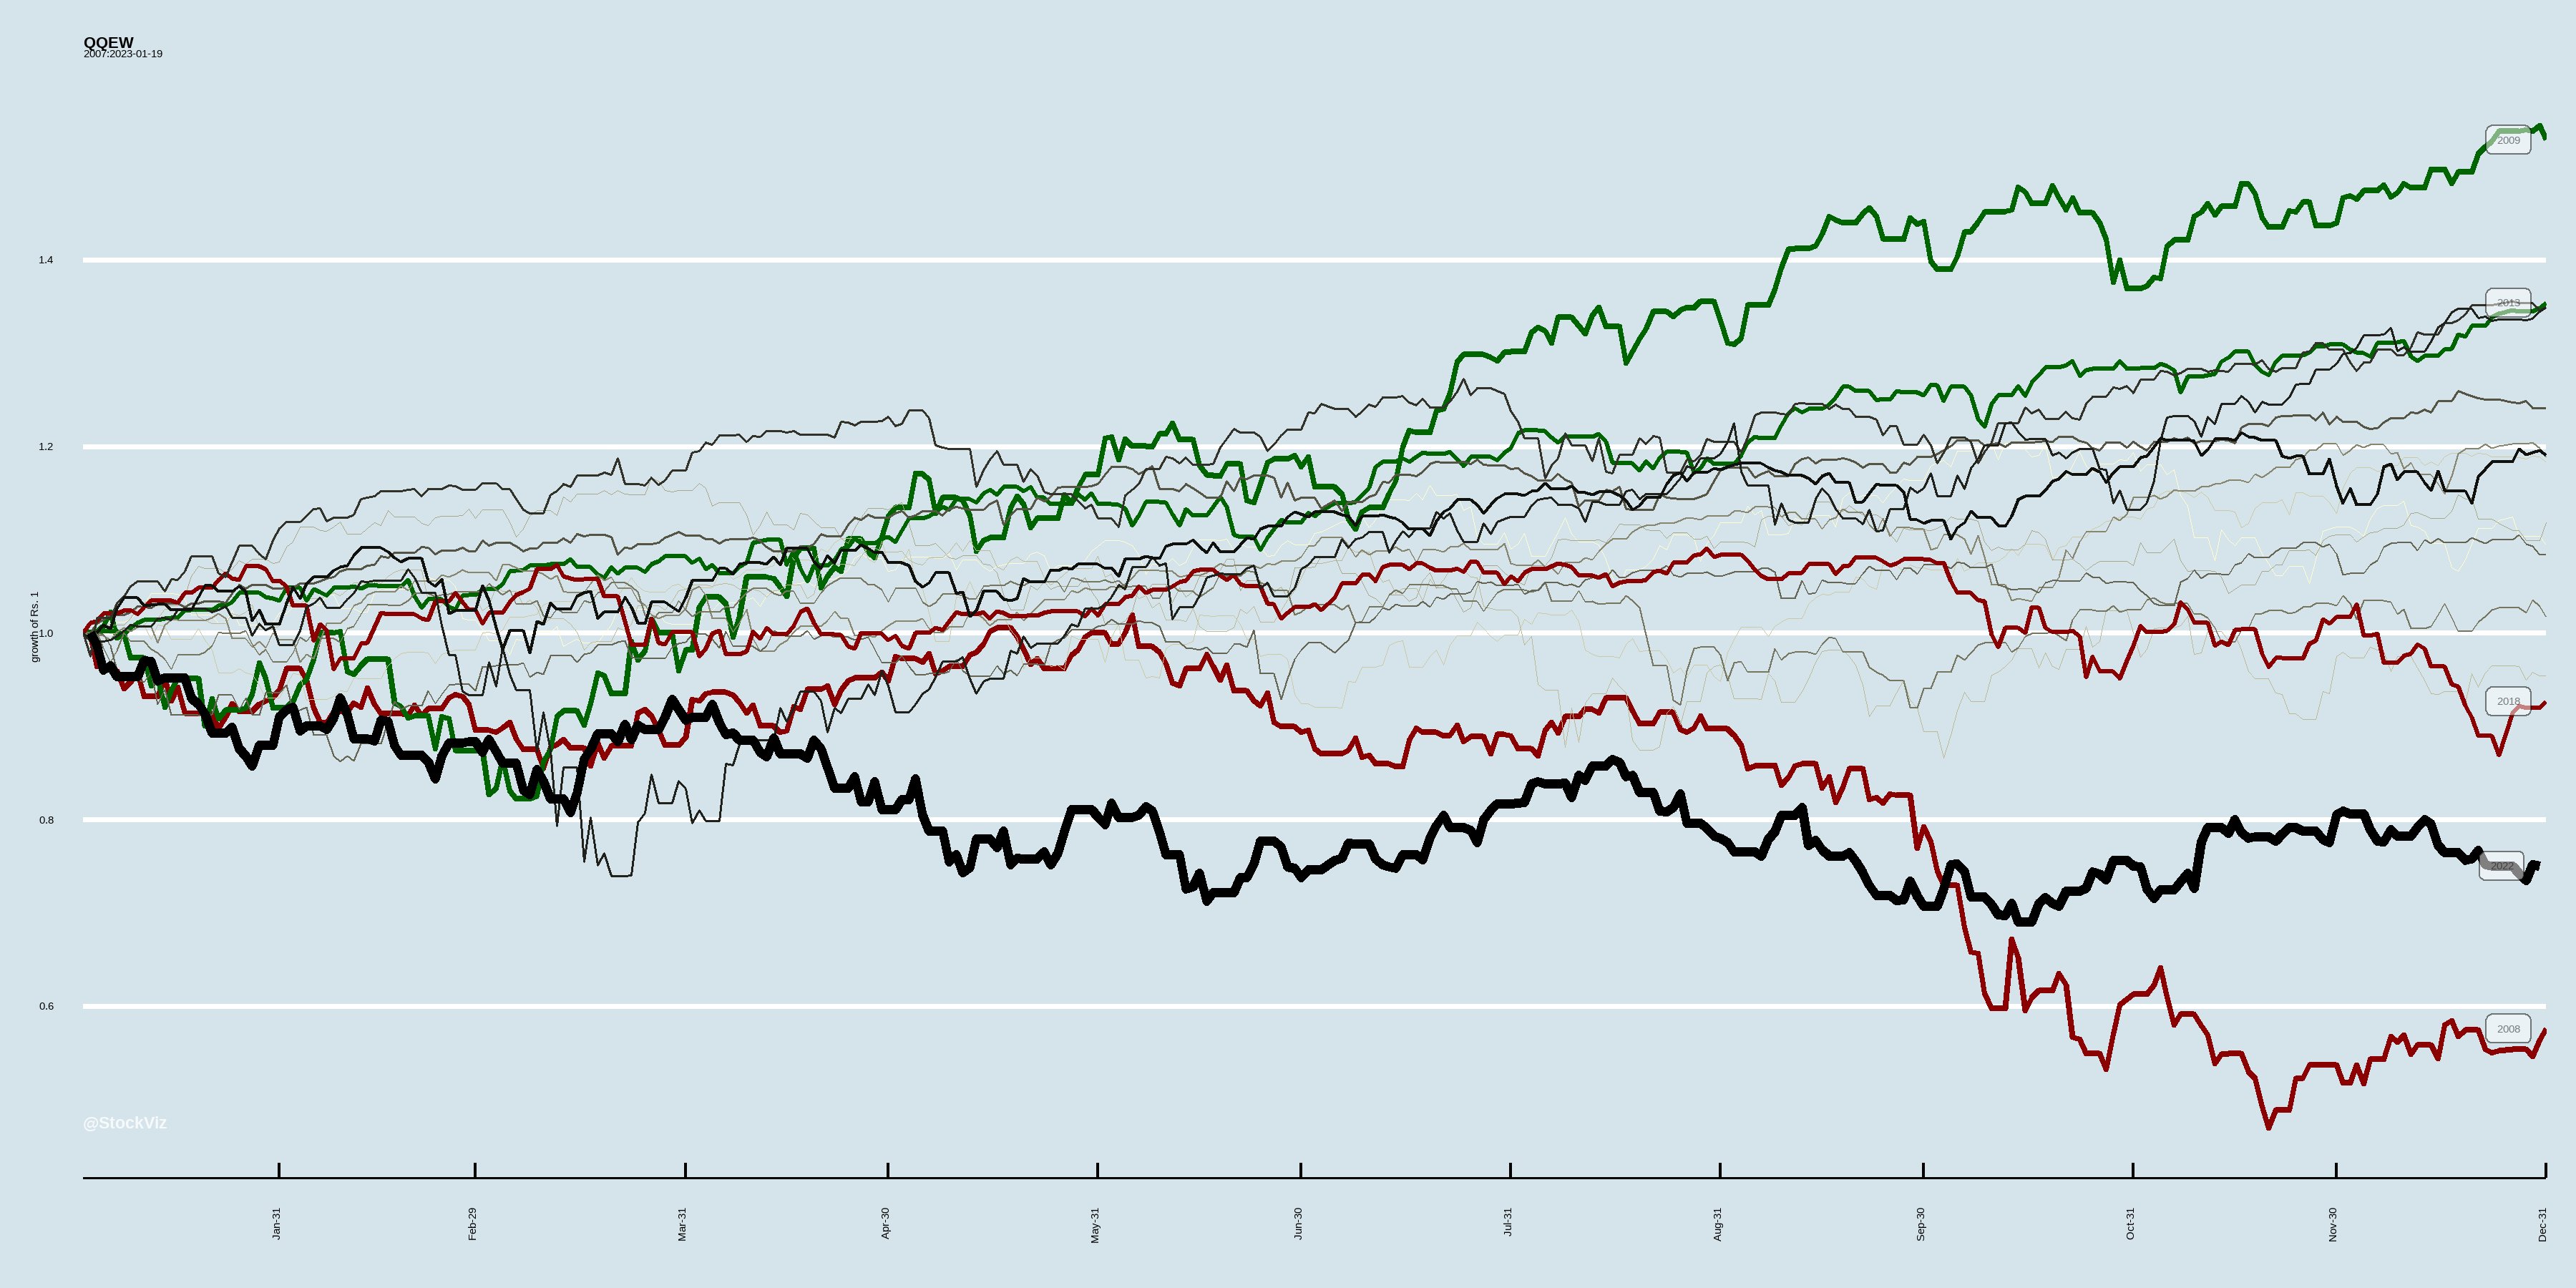 QQEW
2007:2023-01-19
2009
1.4
2013
1.2
growth of Rs. 1
1.0
2018
0.8
2022
0.6
2008
@StockViz
Jan-31
Feb-29
Mar-31
Apr-30
May-31
Jun-30
Jul-31
Aug-31
Sep-30
Oct-31
Nov-30
Dec-31